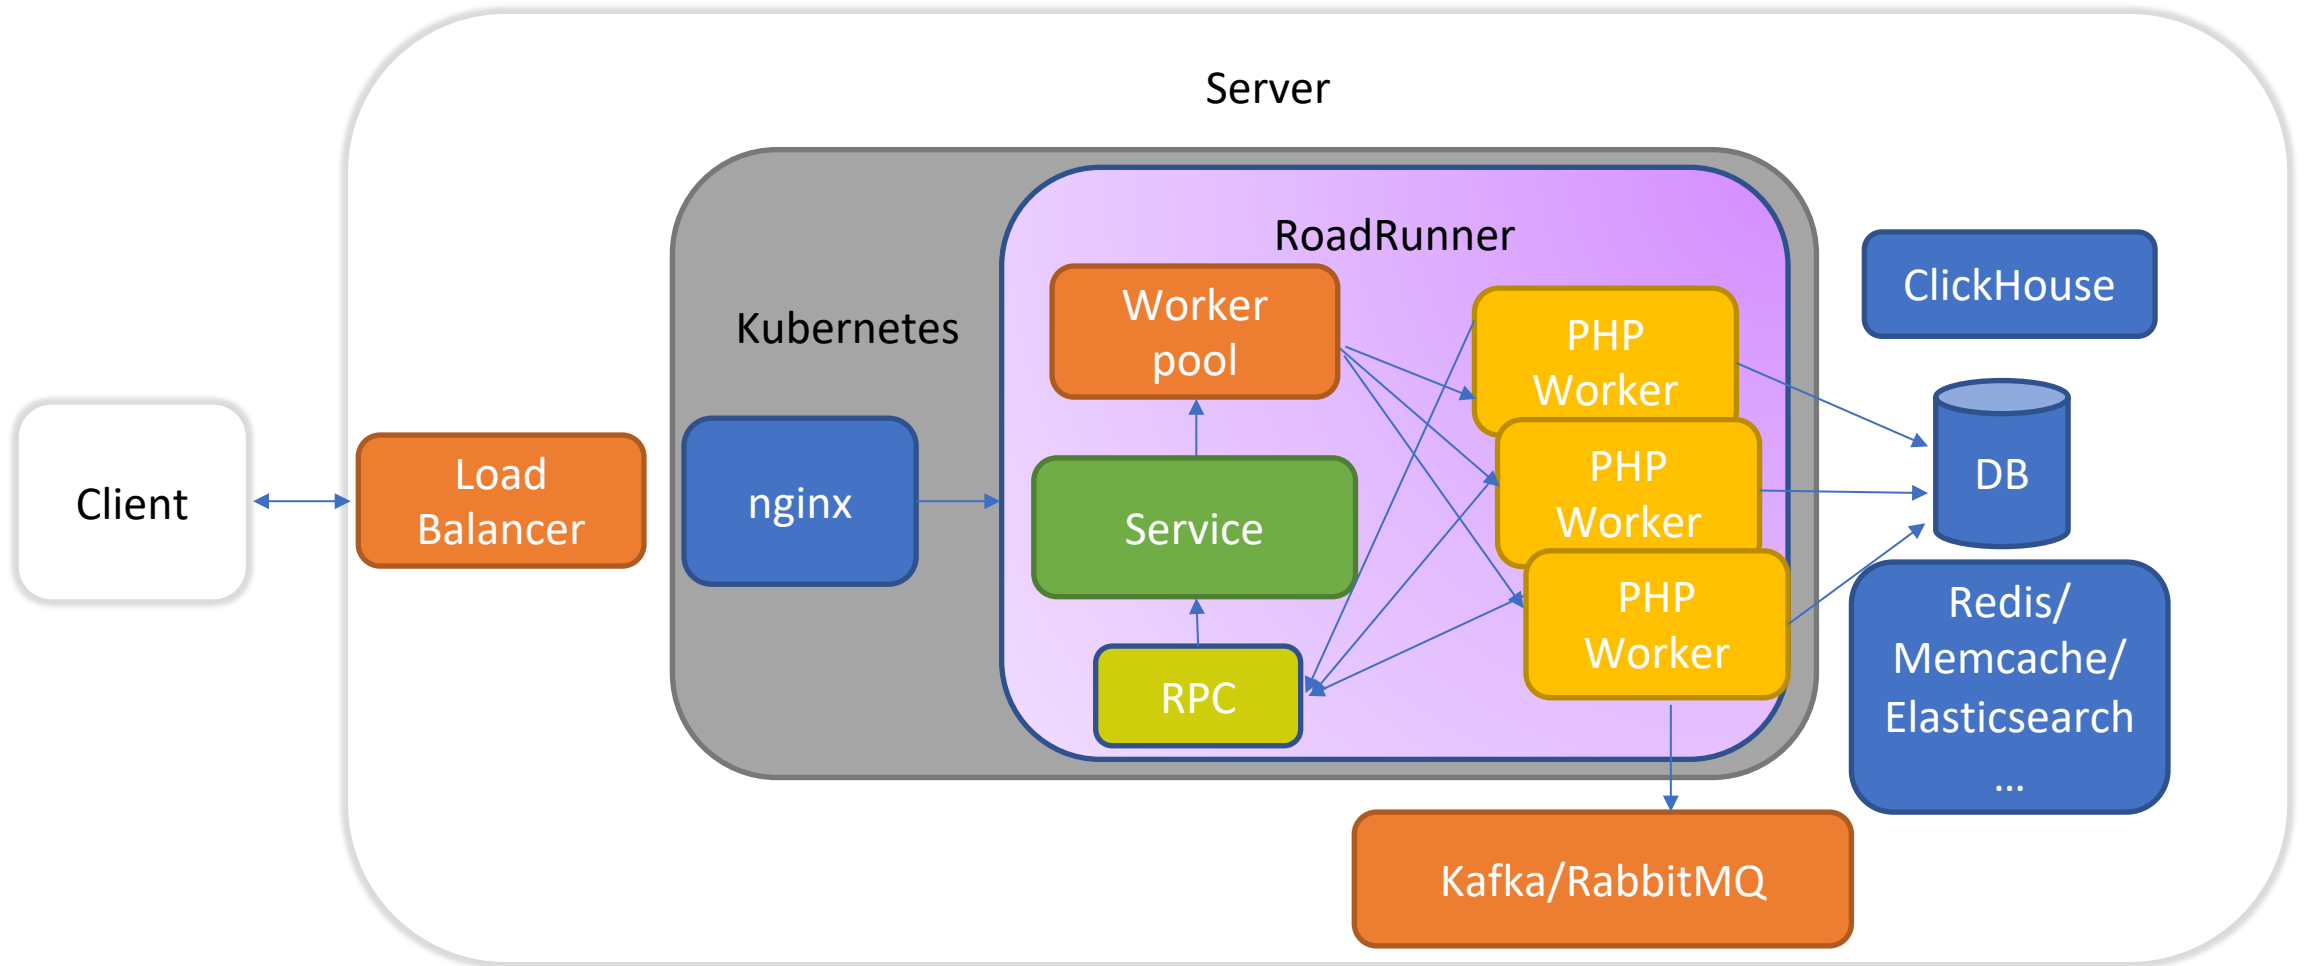 Server
RoadRunner
Kubernetes
Client
Load
Balancer
nginx
Worker
pool
Service
RPC
PHP
Worker
PHP
Worker
PHP
Worker
ClickHouse
DB
Redis/
Memcache/
Elasticsearch
...
Kafka/RabbitMQ